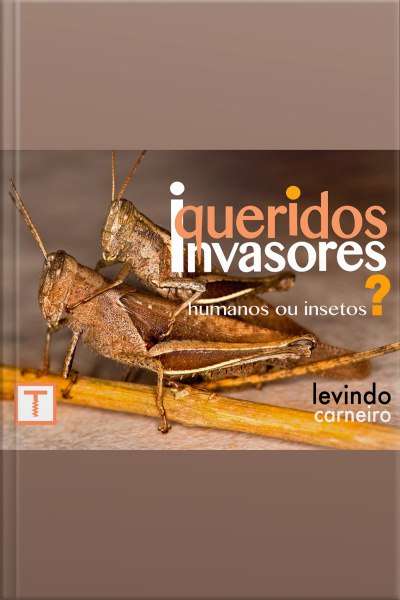 queridos
invasores
humanos ou insetos?
levindo
carneiro
T